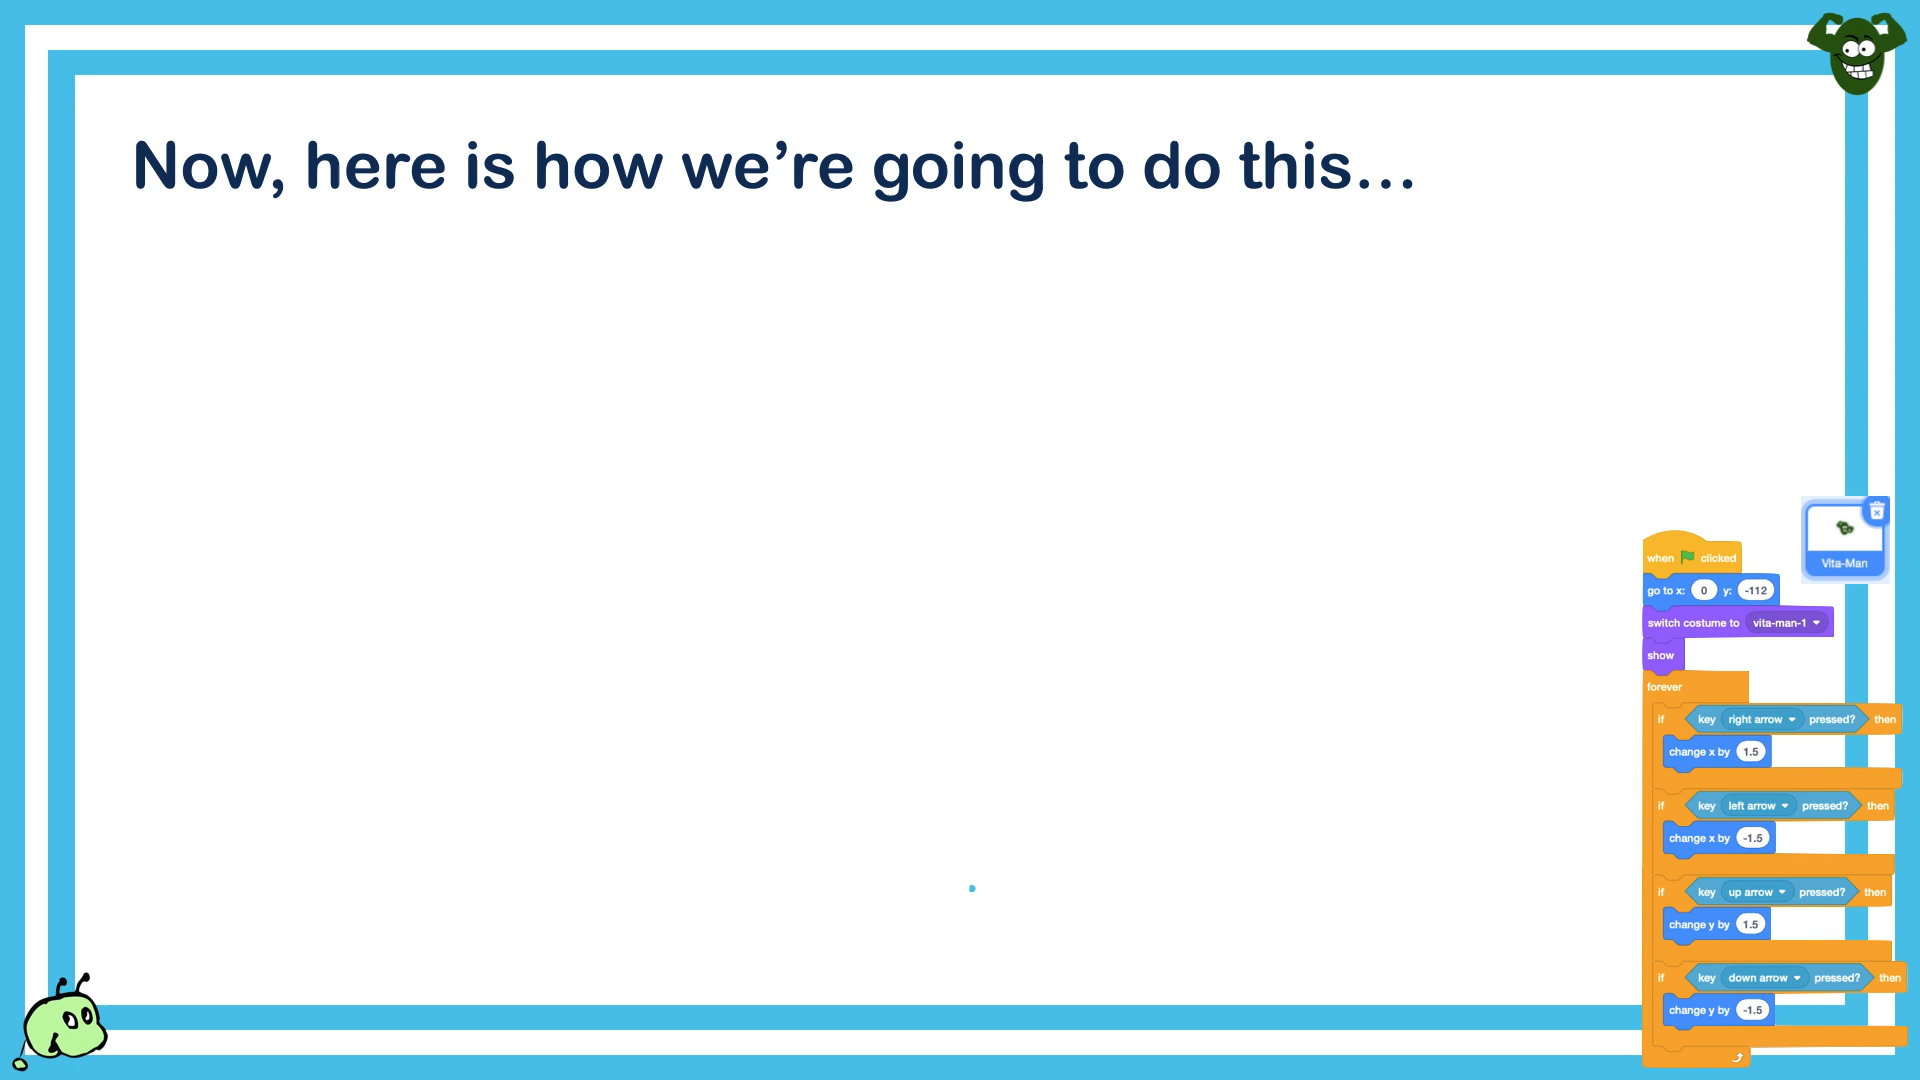 Now, here is how we’re going to do this…
Vita-Man
when clicked
go to x: 0 y: -112
switch costume to vita-man-1
show
forever
if key right arrow pressed? then
change x by 1.5
if key left arrow pressed? then
change x by -1.5
if key up arrow pressed? then
change y by 1.5
if key down arrow pressed? then
change y by -1.5